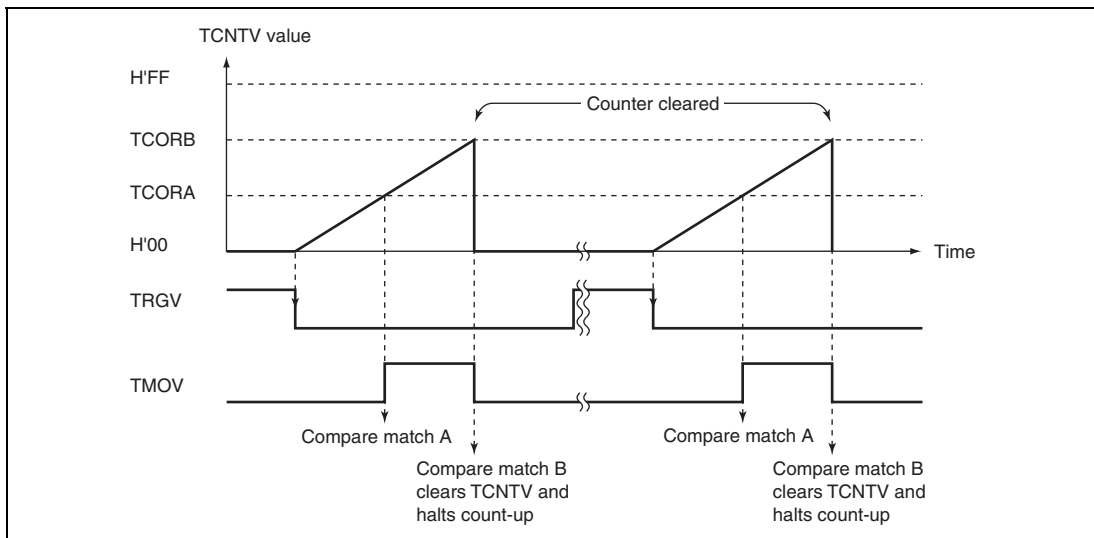 TCNTV value
H'FF
Counter cleared
TCORB
TCORA
H'00
Time
TRGV
TMOV
Compare match A
Compare match A
Compare match B
clears TCNTV and
halts count-up
Compare match B
clears TCNTV and
halts count-up